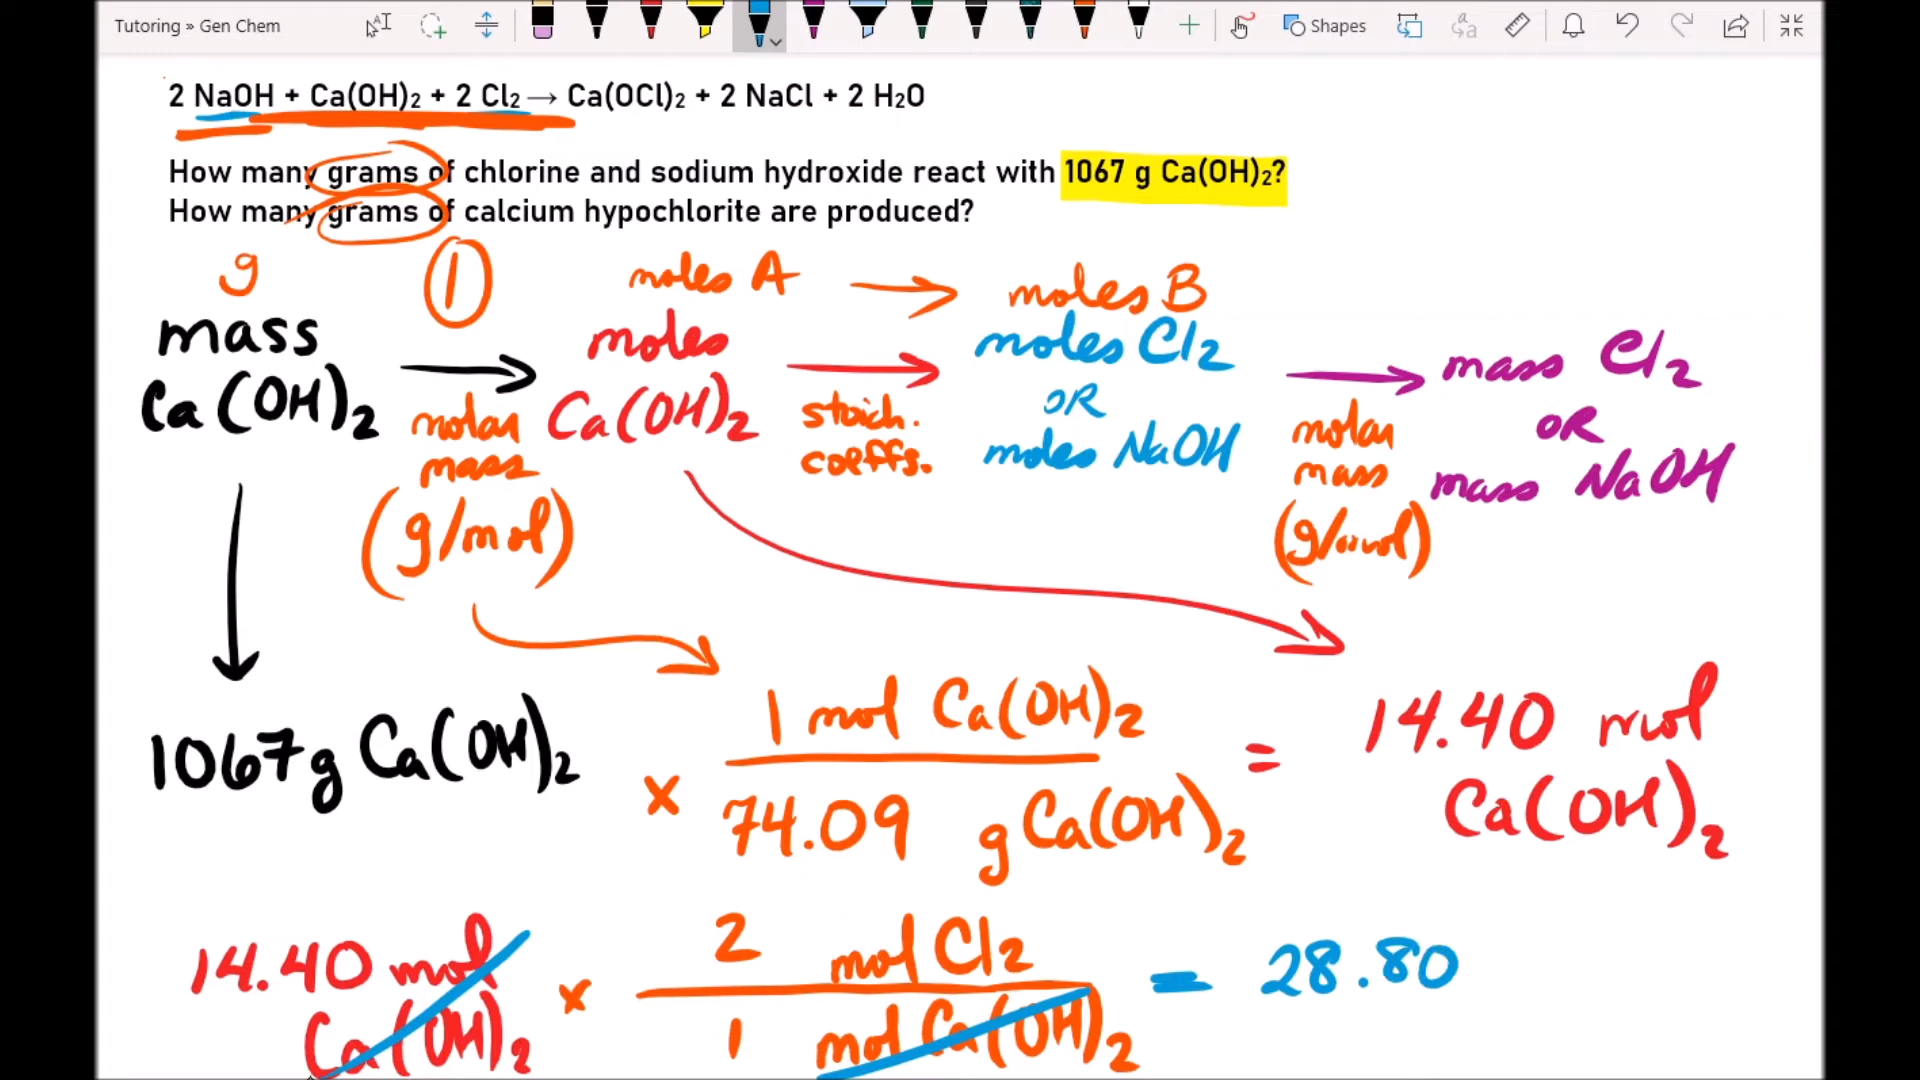 Tutoring » Gen Chem
Shapes
2 NaOH + Ca(OH)₂ + 2 Cl₂ → Ca(OCl)₂ + 2 NaCl + 2 H₂O
How many grams of chlorine and sodium hydroxide react with 1067 g Ca(OH)₂?
How many grams of calcium hypochlorite are produced?
g ① moles A → moles B
mass Ca(OH)₂ → moles Ca(OH)₂ → moles Cl₂ OR moles NaOH → mass Cl₂ OR mass NaOH
molar mass (g/mol)
stoich. coeffs.
molar mass (g/mol)
1067g Ca(OH)₂ × 1 mol Ca(OH)₂ / 74.09 g Ca(OH)₂ = 14.40 mol Ca(OH)₂
14.40 mol Ca(OH)₂ × 2 mol Cl₂ / 1 mol Ca(OH)₂ = 28.80